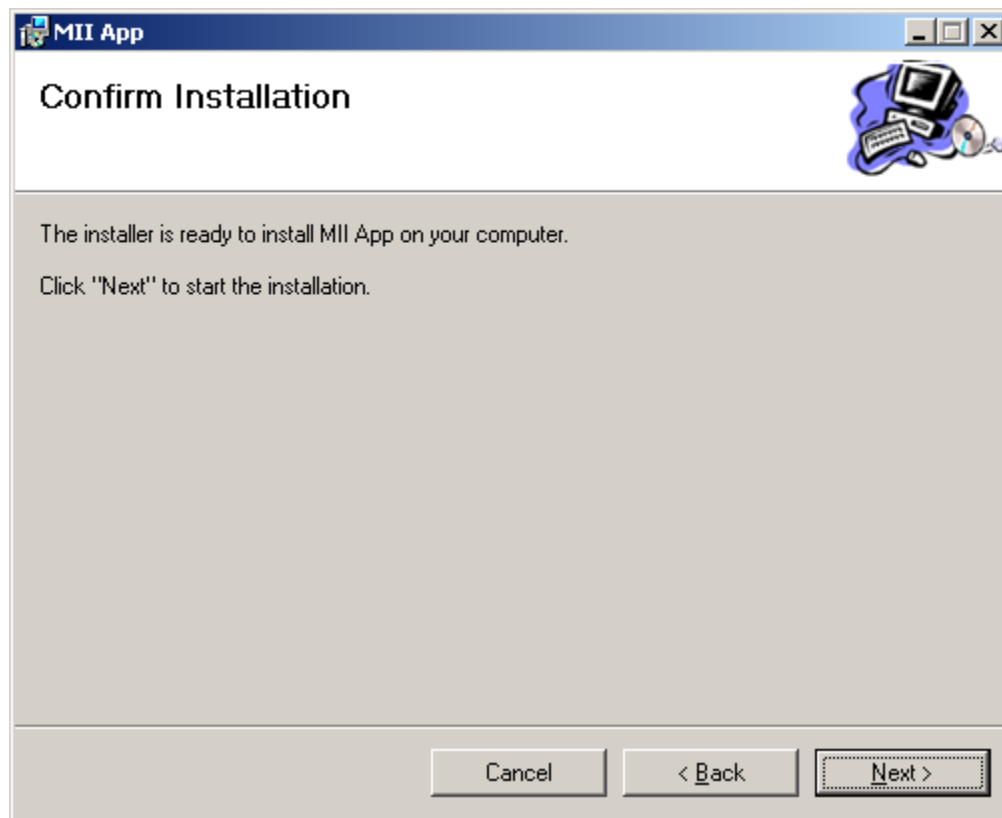 MII App
Confirm Installation
The installer is ready to install MII App on your computer.
Click "Next" to start the installation.
Cancel
< Back
Next >